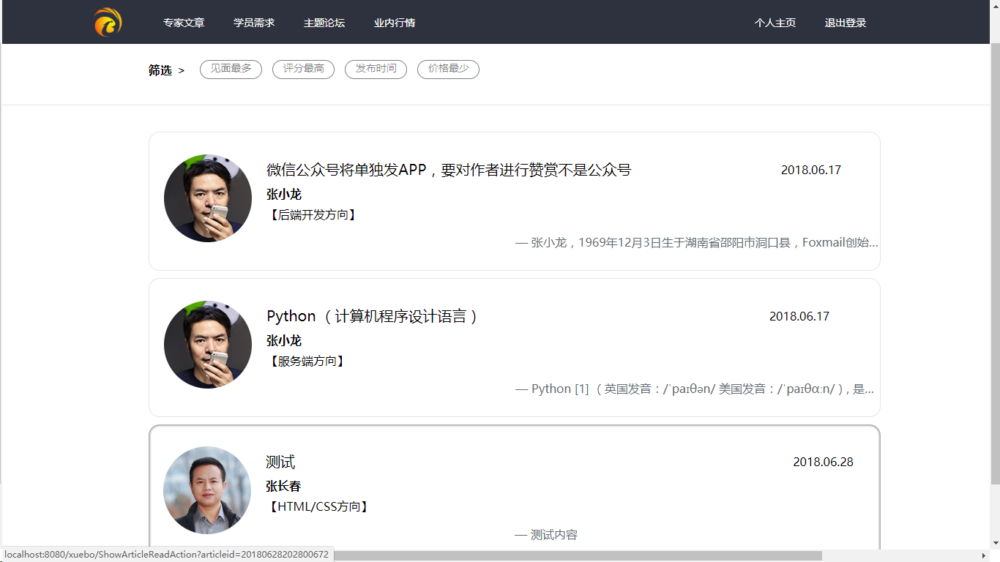 专家文章 学员需求 主题论坛 业内行情 个人主页 退出登录
筛选 > 见面最多 评分最高 发布时间 价格最少
微信公众号将单独发APP，要对作者进行赞赏不是公众号 2018.06.17
张小龙
【后端开发方向】
— 张小龙，1969年12月3日生于湖南省邵阳市洞口县，Foxmail创始...
Python （计算机程序设计语言） 2018.06.17
张小龙
【服务端方向】
— Python [1] （英国发音：/ˈpaɪθən/ 美国发音：/ˈpaɪθɑːn/）, 是...
测试 2018.06.28
张长春
【HTML/CSS方向】
— 测试内容
localhost:8080/xuebo/ShowArticleReadAction?articleid=20180628202800672